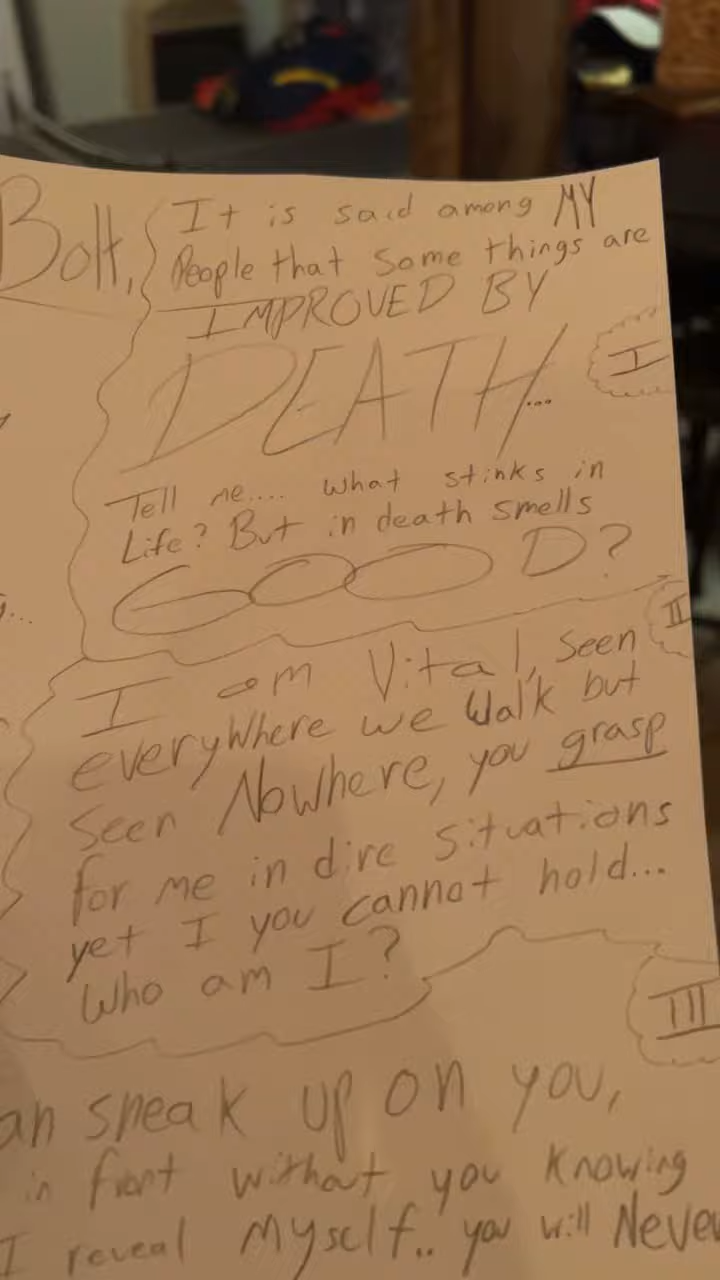 Bolt,
It is said among MY
People that some things are
IMPROVED BY
DEATH...
I
Tell me.... what stinks in
Life? But in death smells
GOOD?
II
I am Vital, seen
everywhere we walk but
seen Nowhere, you grasp
for me in dire situations
yet I you cannot hold...
Who am I?
III
an sneak up on you,
in front without you knowing
I reveal Myself.. you will Never